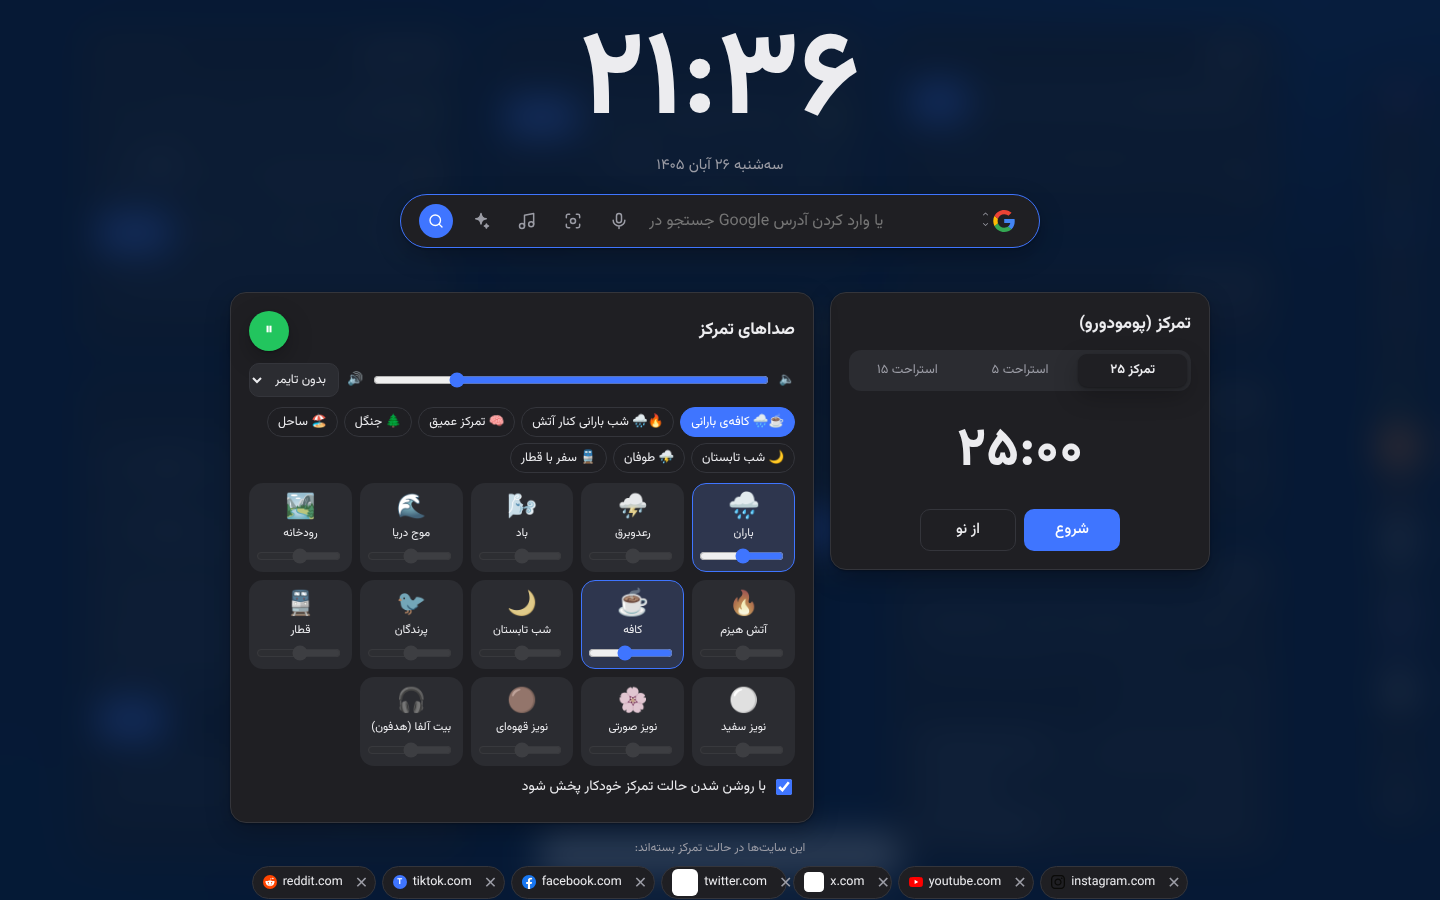 ۲۱:۳۶
سه‌شنبه ۲۶ آبان ۱۴۰۵
یا وارد کردن آدرس Google جستجو در
تمرکز (پومودورو)
تمرکز ۲۵
استراحت ۵
استراحت ۱۵
۲۵:۰۰
شروع
از نو
صداهای تمرکز
بدون تایمر
کافه‌ی بارانی
شب بارانی کنار آتش
تمرکز عمیق
جنگل
ساحل
شب تابستان
طوفان
سفر با قطار
باران
رعدوبرق
باد
موج دریا
رودخانه
آتش هیزم
کافه
شب تابستان
پرندگان
قطار
نویز سفید
نویز صورتی
نویز قهوه‌ای
بیت آلفا (هدفون)
با روشن شدن حالت تمرکز خودکار پخش شود
این سایت‌ها در حالت تمرکز بسته‌اند:
instagram.com
youtube.com
x.com
twitter.com
facebook.com
tiktok.com
reddit.com